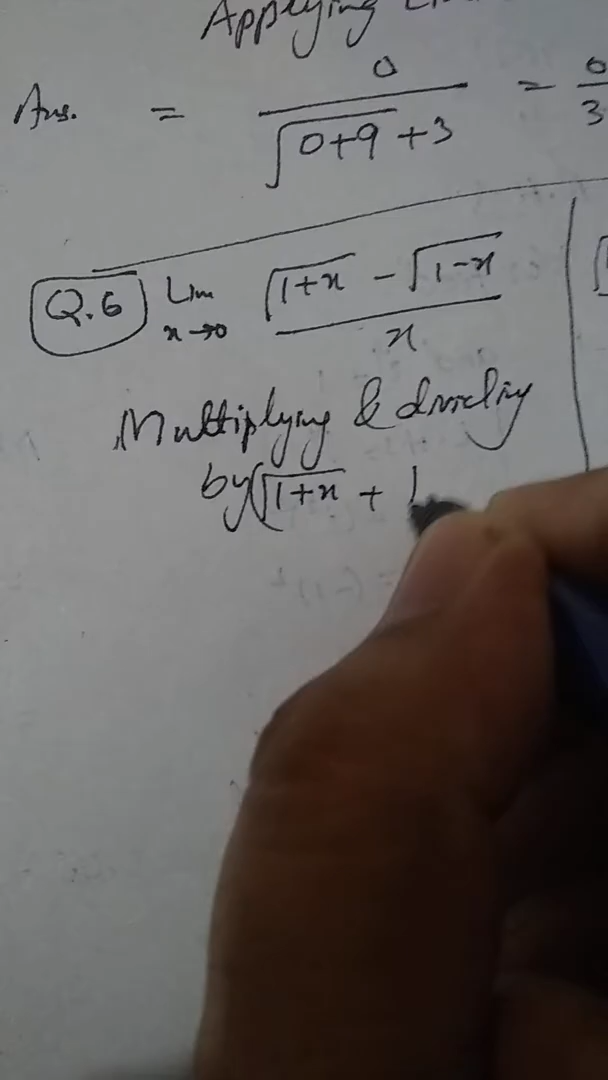 Applying
Ans. = 0 / √(0+9) + 3 = 0 / 3
Q.6 Lim x→0 (√(1+x) − √(1−x)) / x
Multiplying & dividing
by (√(1+x) +